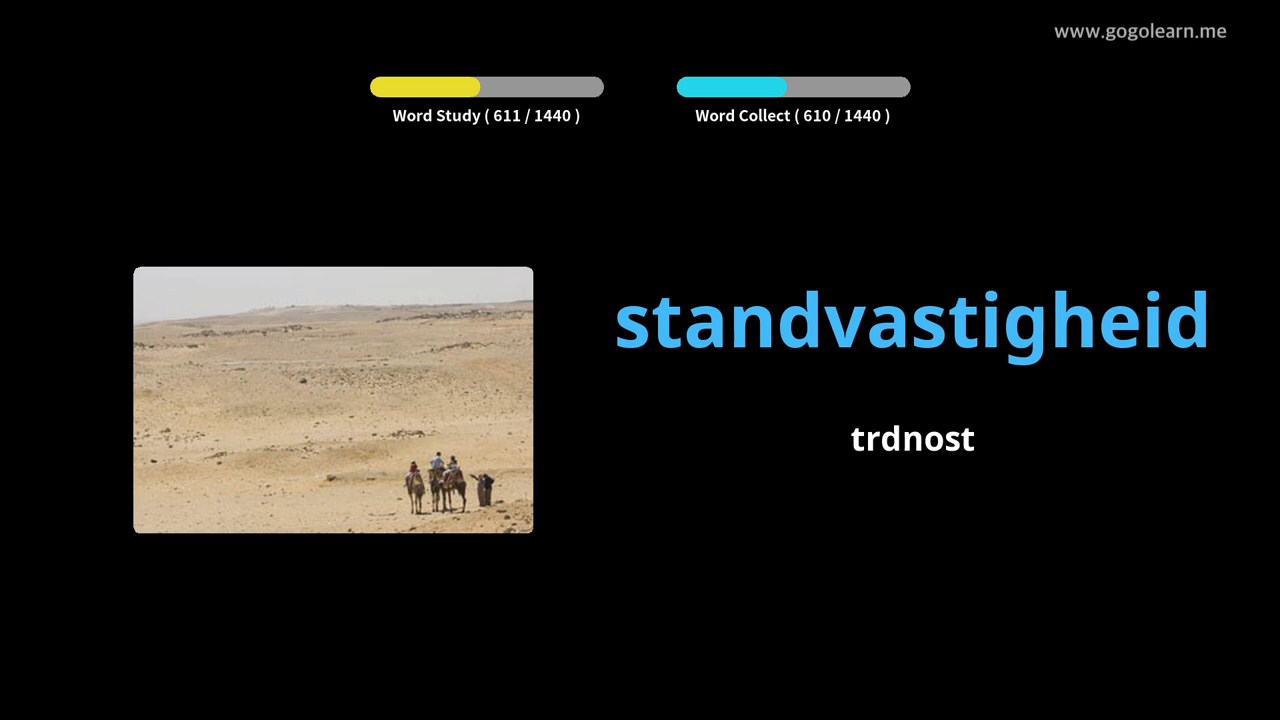 www.gogolearn.me
Word Study ( 611 / 1440 )
Word Collect ( 610 / 1440 )
standvastigheid
trdnost